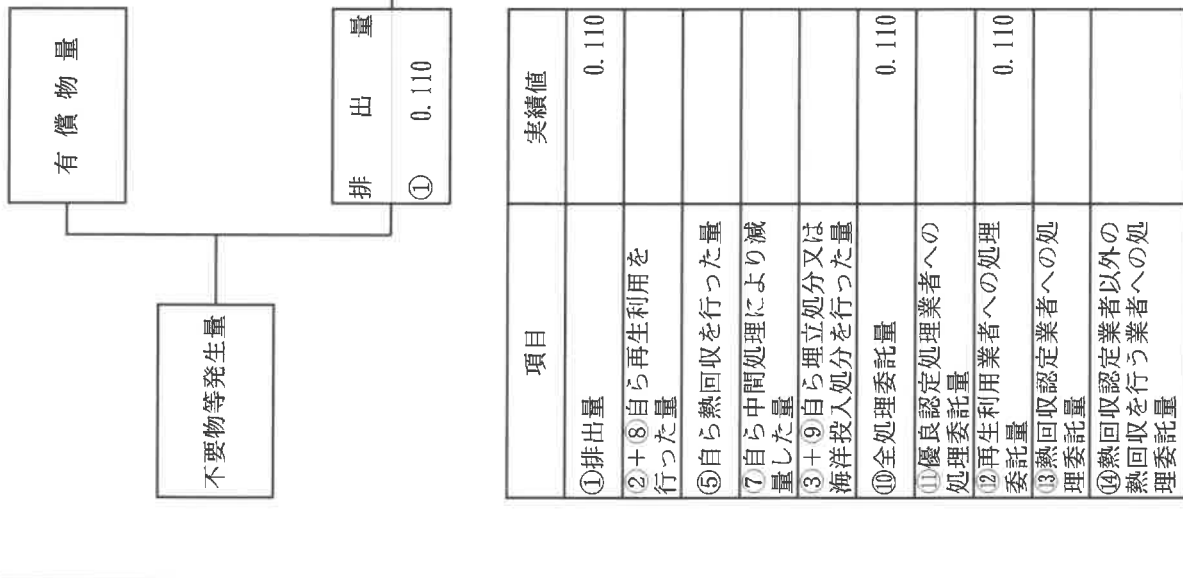 不要物等発生量
有償物量
排出量
① 0.110
項目 実績値
①排出量 0.110
②+⑧自ら再生利用を
行った量
⑤自ら熱回収を行った量
⑦自ら中間処理により減
量した量
③+⑨自ら埋立処分又は
海洋投入処分を行った量
⑩全処理委託量 0.110
⑪優良認定処理業者への
処理委託量
⑫再生利用業者への処理
委託量 0.110
⑬熱回収認定業者への処
理委託量
⑭熱回収認定業者以外の
熱回収を行う業者への処
理委託量